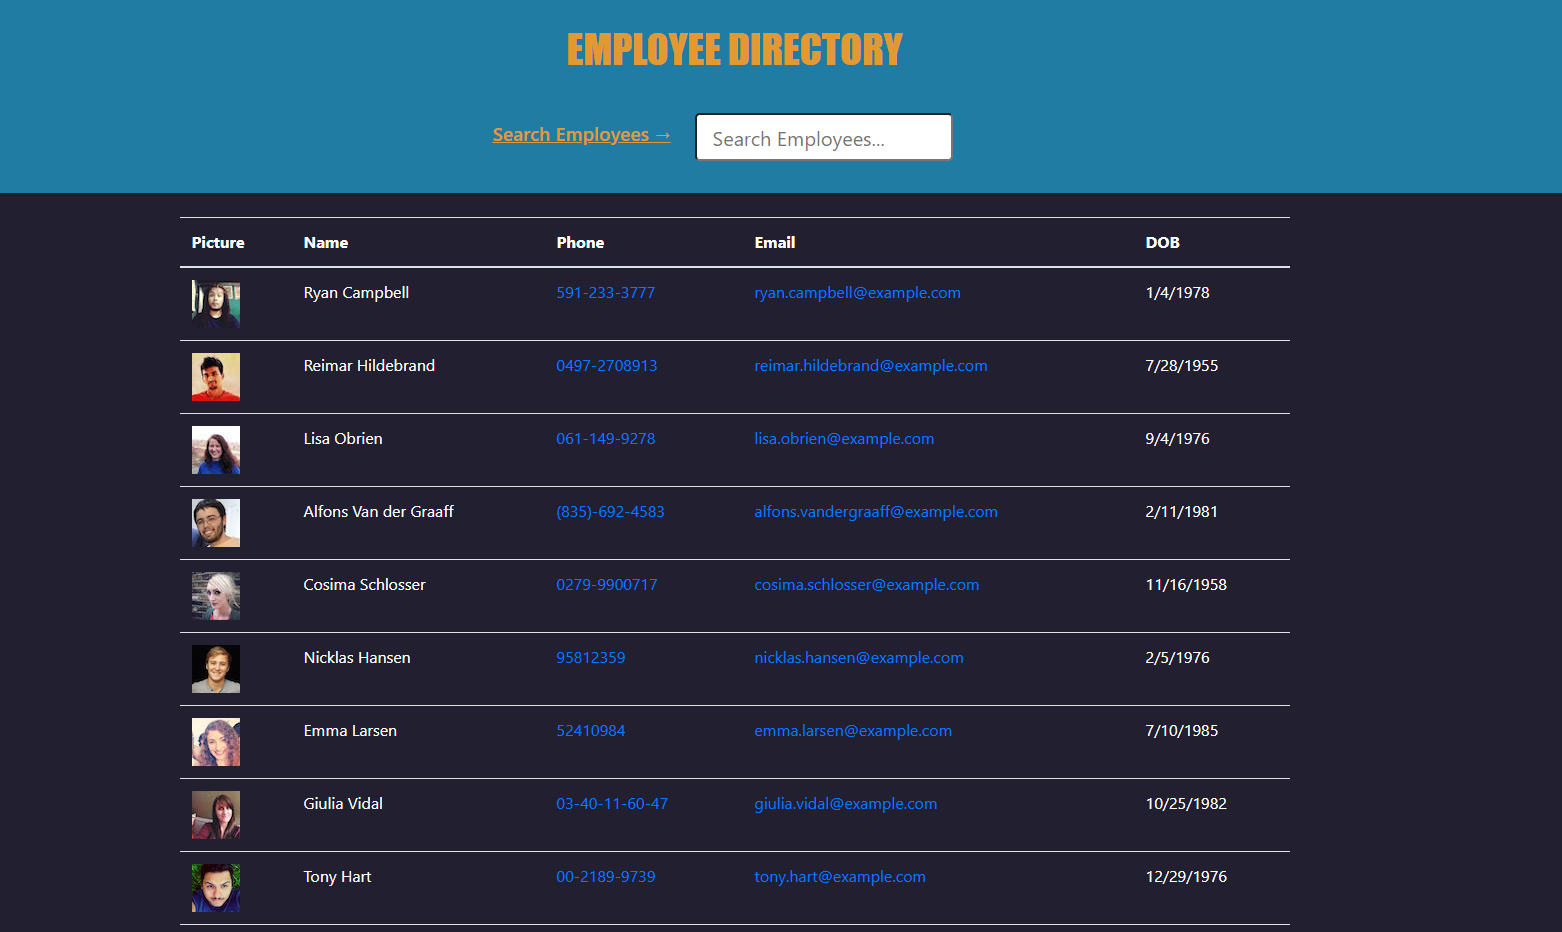 EMPLOYEE DIRECTORY
Search Employees → Search Employees...
Picture Name Phone Email DOB
Ryan Campbell 591-233-3777 ryan.campbell@example.com 1/4/1978
Reimar Hildebrand 0497-2708913 reimar.hildebrand@example.com 7/28/1955
Lisa Obrien 061-149-9278 lisa.obrien@example.com 9/4/1976
Alfons Van der Graaff (835)-692-4583 alfons.vandergraaff@example.com 2/11/1981
Cosima Schlosser 0279-9900717 cosima.schlosser@example.com 11/16/1958
Nicklas Hansen 95812359 nicklas.hansen@example.com 2/5/1976
Emma Larsen 52410984 emma.larsen@example.com 7/10/1985
Giulia Vidal 03-40-11-60-47 giulia.vidal@example.com 10/25/1982
Tony Hart 00-2189-9739 tony.hart@example.com 12/29/1976